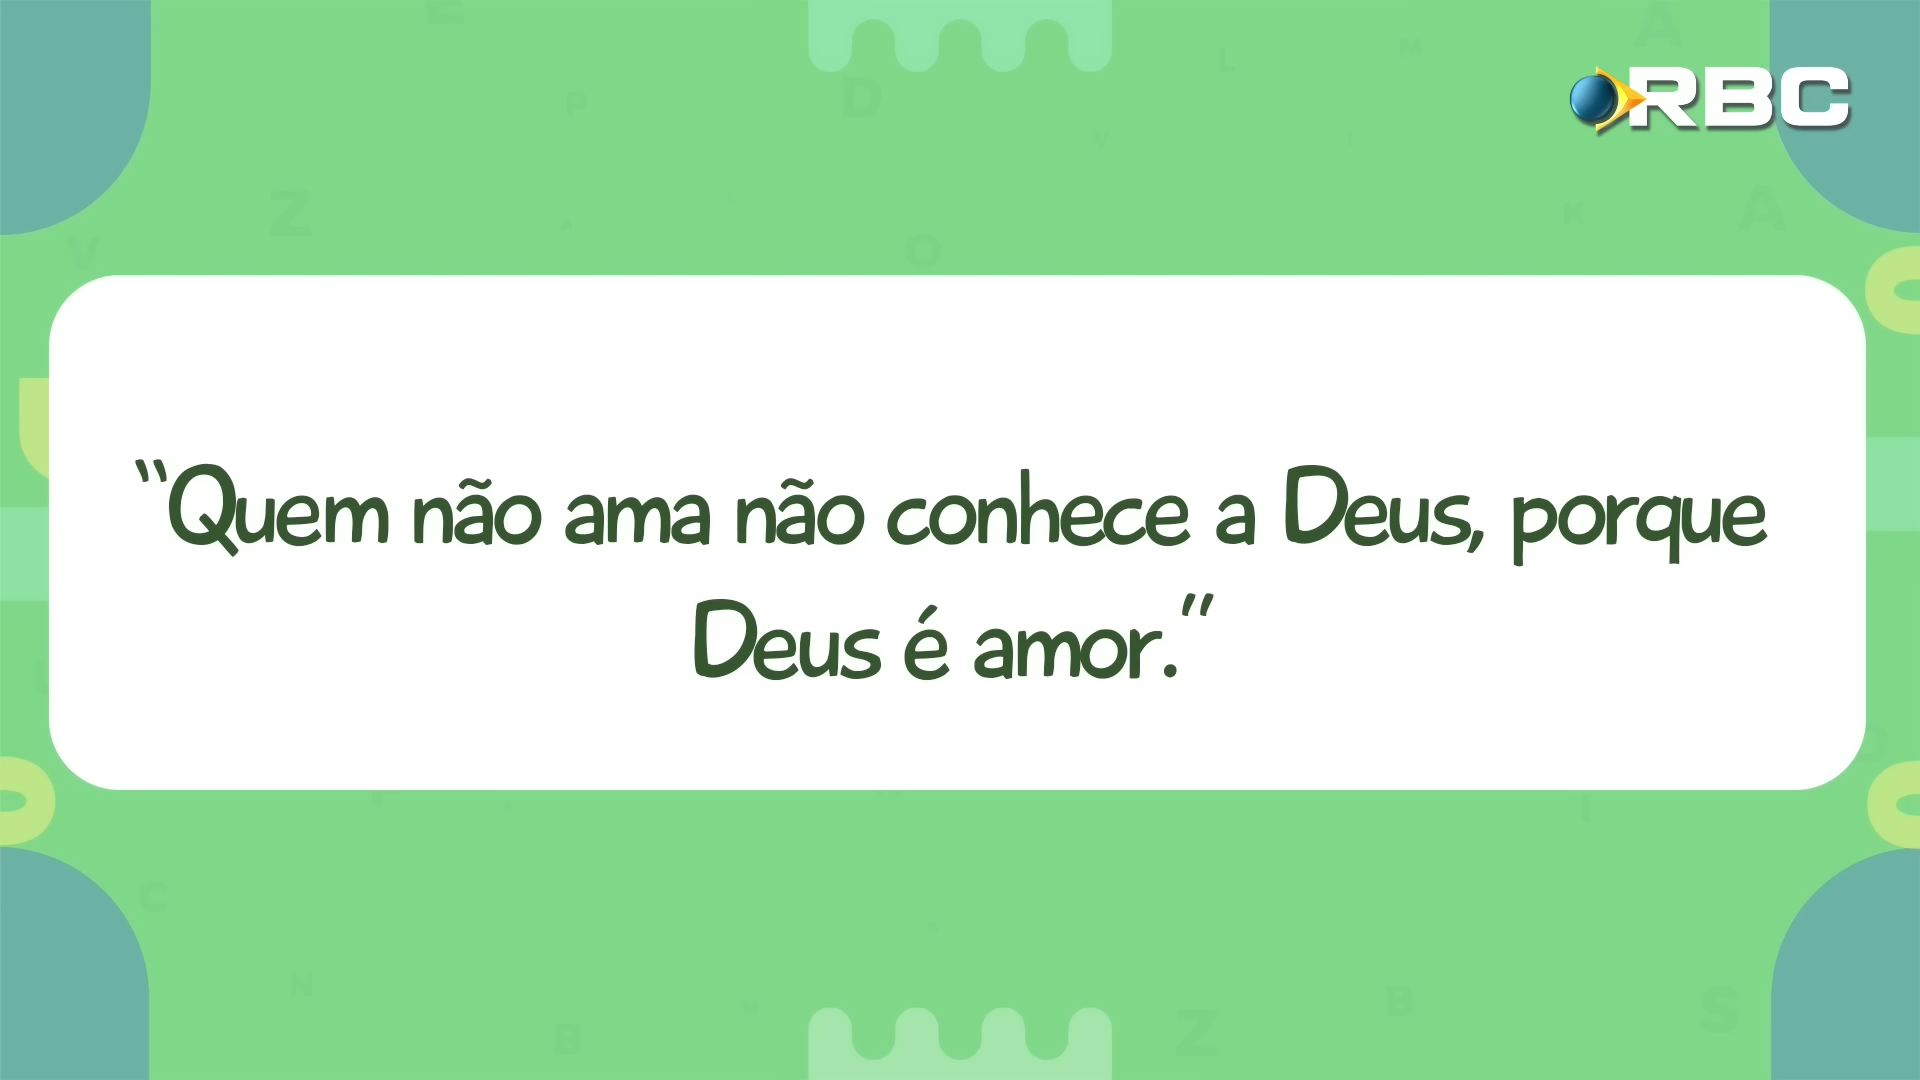 RBC
“Quem não ama não conhece a Deus, porque
Deus é amor.”